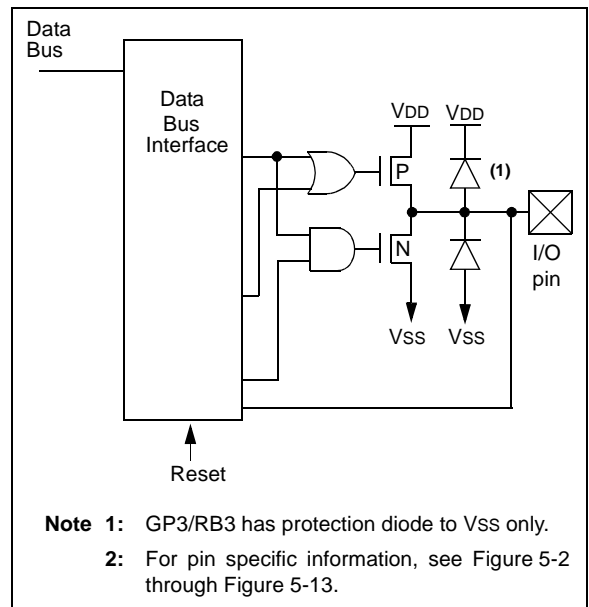 Data
Bus
Data
Bus
Interface
VDD
VDD
P
(1)
N
I/O
pin
VSS
VSS
Reset
Note 1: GP3/RB3 has protection diode to VSS only.
2: For pin specific information, see Figure 5-2
through Figure 5-13.